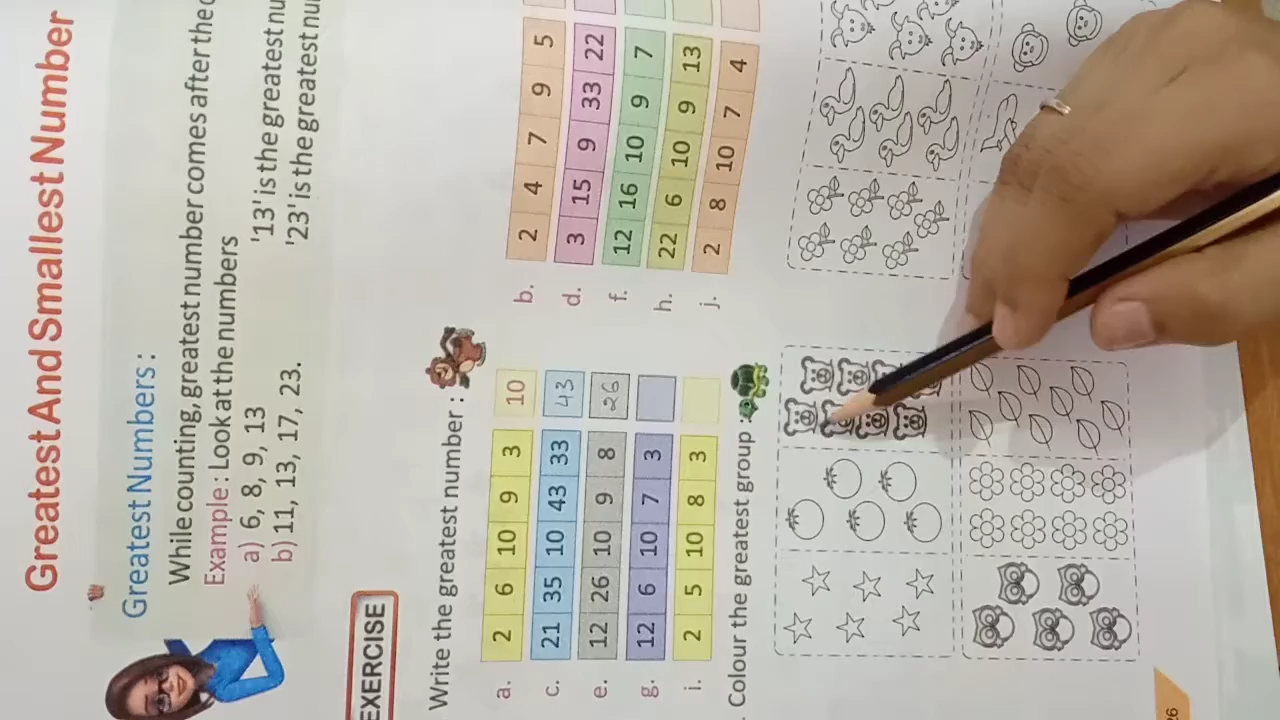 Greatest And Smallest Number
Greatest Numbers :
While counting, greatest number comes after the
Example : Look at the numbers
a) 6, 8, 9, 13 '13' is the greatest nu
b) 11, 13, 17, 23. '23' is the greatest nu
EXERCISE
Write the greatest number :
a. 2 6 10 9 3 10
b. 2 4 7 9 5
c. 21 35 10 43 33 43
d. 3 15 9 33 22
e. 12 26 10 9 8 26
f. 12 16 10 9 7
g. 12 6 10 7 3
h. 22 6 10 9 13
i. 2 5 10 8 3
j. 2 8 10 7 4
. Colour the greatest group :
26